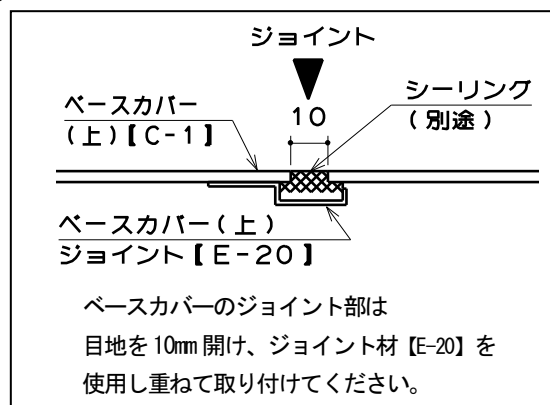 ジョイント
10
シーリング
(別途)
ベースカバー
(上)【C-1】
ベースカバー(上)
ジョイント【E-20】
ベースカバーのジョイント部は
目地を10mm開け、ジョイント材【E-20】を
使用し重ねて取り付けてください。